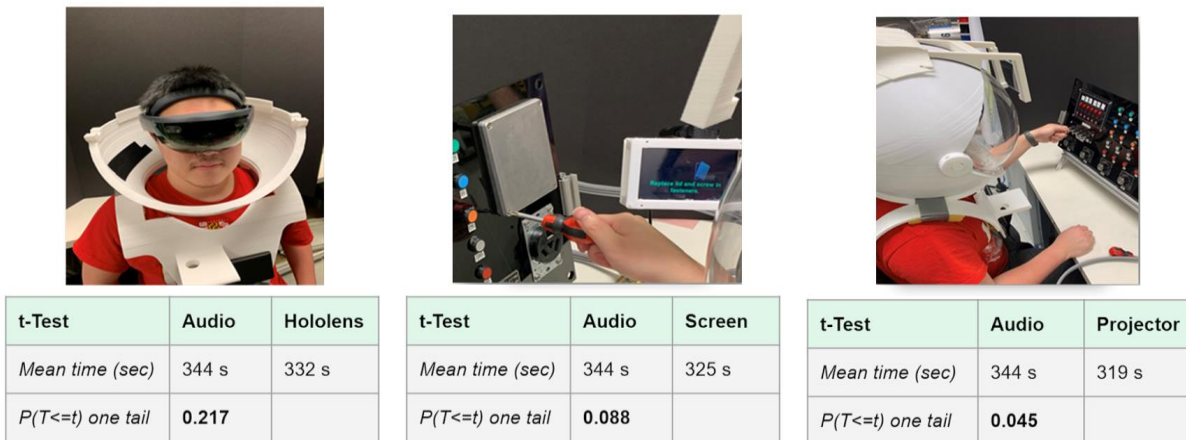 Replace lid and screw in
fasteners.
t-Test Audio Hololens
Mean time (sec) 344 s 332 s
P(T<=t) one tail 0.217
t-Test Audio Screen
Mean time (sec) 344 s 325 s
P(T<=t) one tail 0.088
t-Test Audio Projector
Mean time (sec) 344 s 319 s
P(T<=t) one tail 0.045